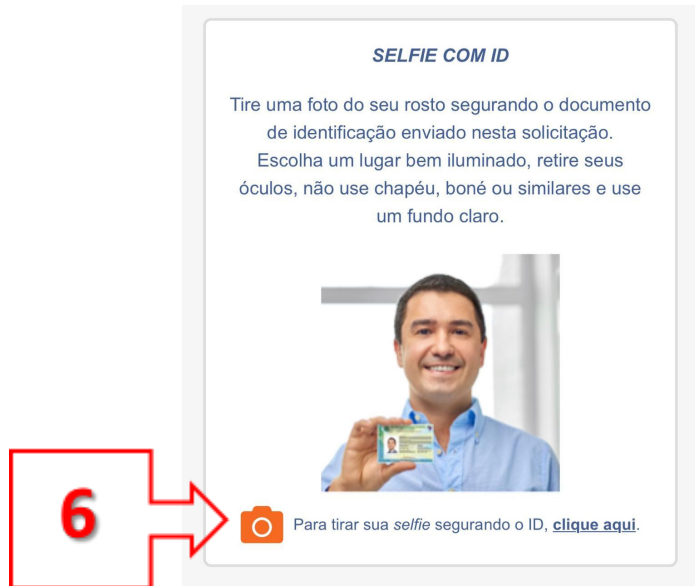 SELFIE COM ID
Tire uma foto do seu rosto segurando o documento
de identificação enviado nesta solicitação.
Escolha um lugar bem iluminado, retire seus
óculos, não use chapéu, boné ou similares e use
um fundo claro.
6
Para tirar sua selfie segurando o ID, clique aqui.